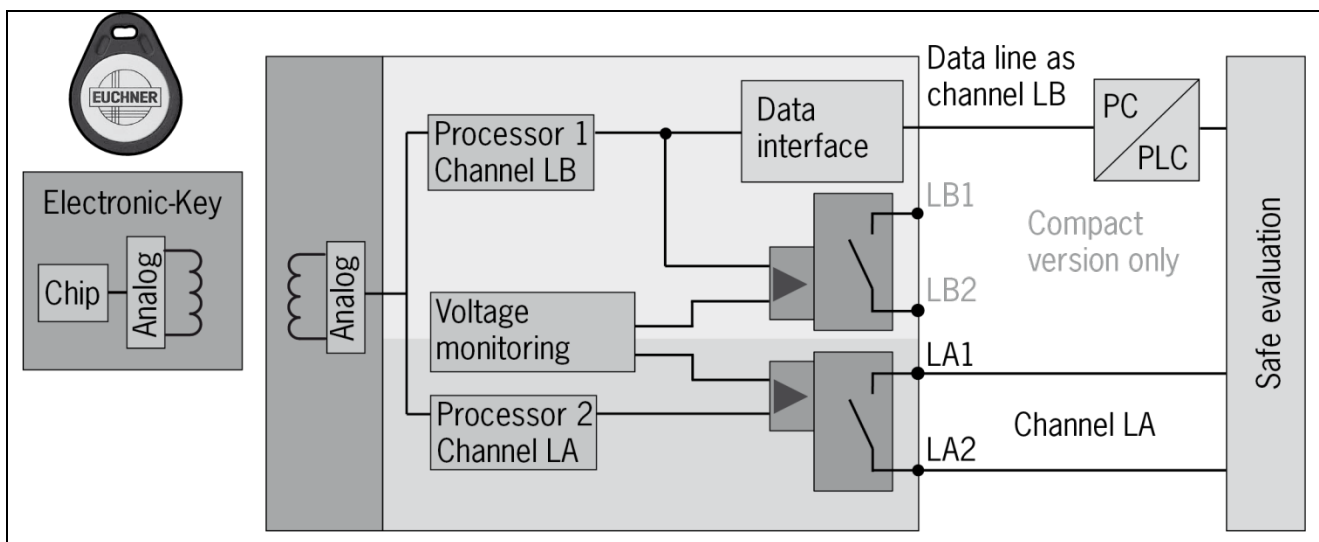 EUCHNER
Electronic-Key
Chip
Analog
Analog
Processor 1
Channel LB
Voltage
monitoring
Processor 2
Channel LA
Data
interface
Data line as
channel LB
PC
PLC
LB1
LB2
Compact
version only
LA1
LA2
Channel LA
Safe evaluation